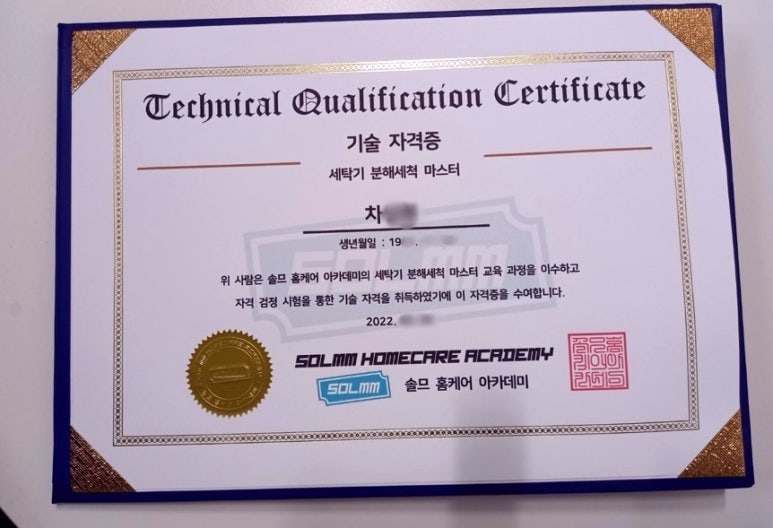 Technical Qualification Certificate
기술 자격증
세탁기 분해세척 마스터
차
생년월일 : 19 .
위 사람은 솔므 홈케어 아카데미의 세탁기 분해세척 마스터 교육 과정을 이수하고
자격 검정 시험을 통한 기술 자격을 취득하였기에 이 자격증을 수여합니다.
2022.
SOLMM HOMECARE ACADEMY
SOLMM 솔므 홈케어 아카데미